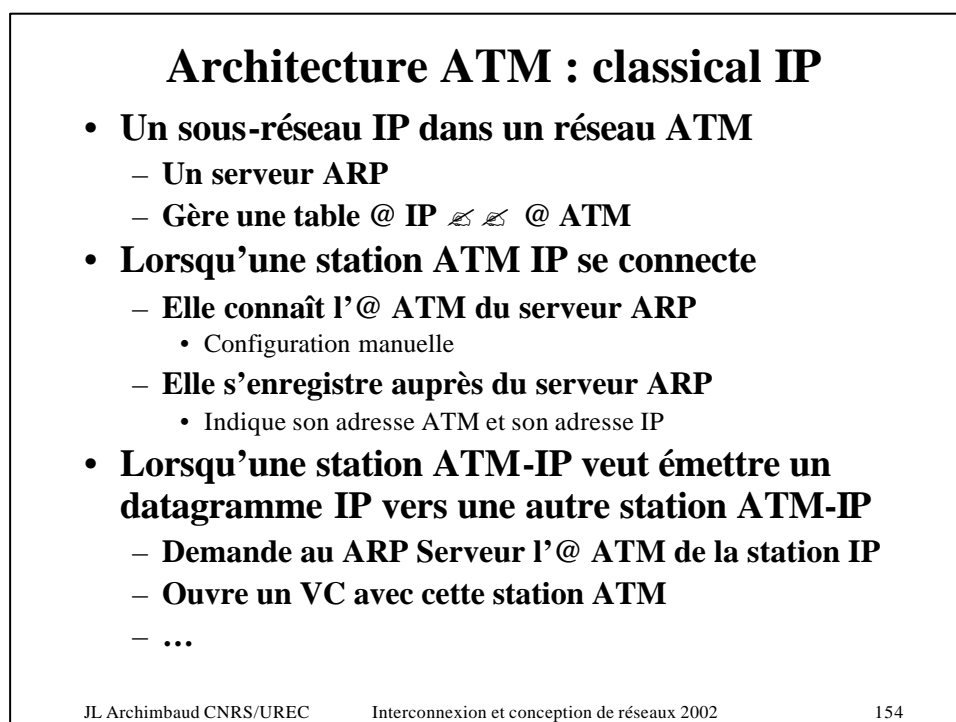 Architecture ATM : classical IP
• Un sous-réseau IP dans un réseau ATM
– Un serveur ARP
– Gère une table @ IP ✍ ✍ @ ATM
• Lorsqu’une station ATM IP se connecte
– Elle connaît l’@ ATM du serveur ARP
• Configuration manuelle
– Elle s’enregistre auprès du serveur ARP
• Indique son adresse ATM et son adresse IP
• Lorsqu’une station ATM-IP veut émettre un
datagramme IP vers une autre station ATM-IP
– Demande au ARP Serveur l’@ ATM de la station IP
– Ouvre un VC avec cette station ATM
– …
JL Archimbaud CNRS/UREC Interconnexion et conception de réseaux 2002 154